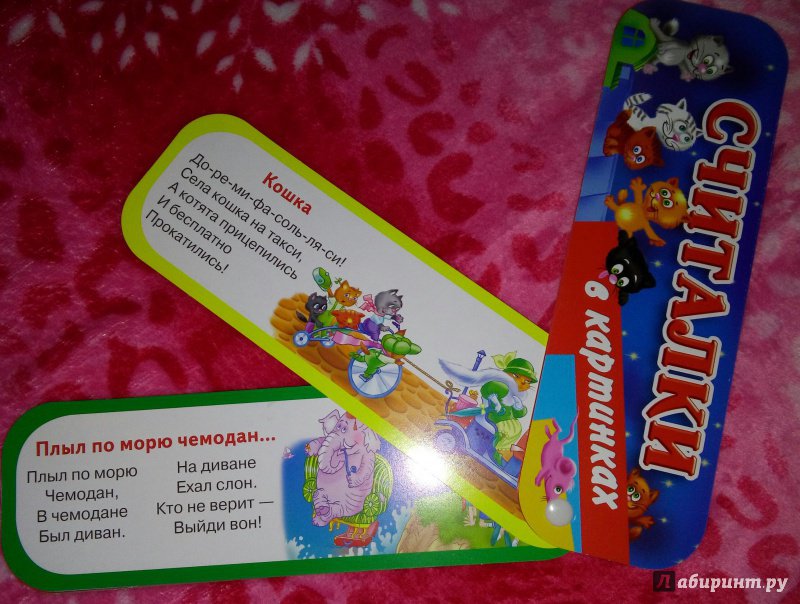 СЧИТАЛКИ
в картинках
Кошка
До-ре-ми-фа-соль-ля-си!
Села кошка на такси,
А котята прицепились
И бесплатно
Прокатились!
Плыл по морю чемодан...
Плыл по морю
Чемодан,
В чемодане
Был диван.
На диване
Ехал слон.
Кто не верит —
Выйди вон!
Лабиринт.ру